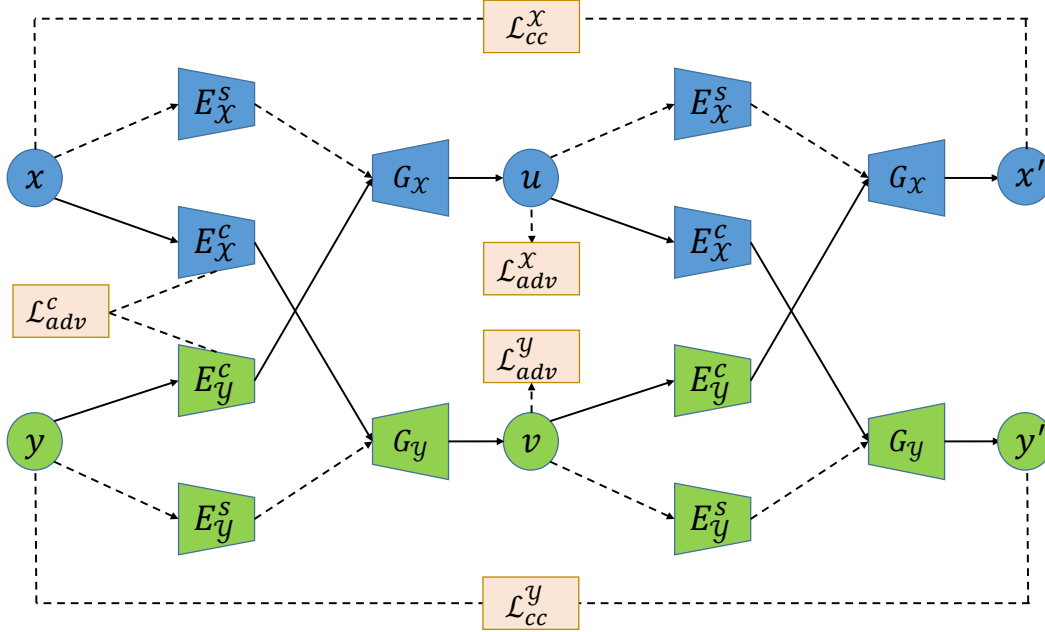 ℒ_cc^𝒳
E_𝒳^s
E_𝒳^s
x
G_𝒳
u
G_𝒳
x′
E_𝒳^c
E_𝒳^c
ℒ_adv^𝒳
ℒ_adv^c
ℒ_adv^𝒴
E_𝒴^c
E_𝒴^c
y
G_𝒴
v
G_𝒴
y′
E_𝒴^s
E_𝒴^s
ℒ_cc^𝒴